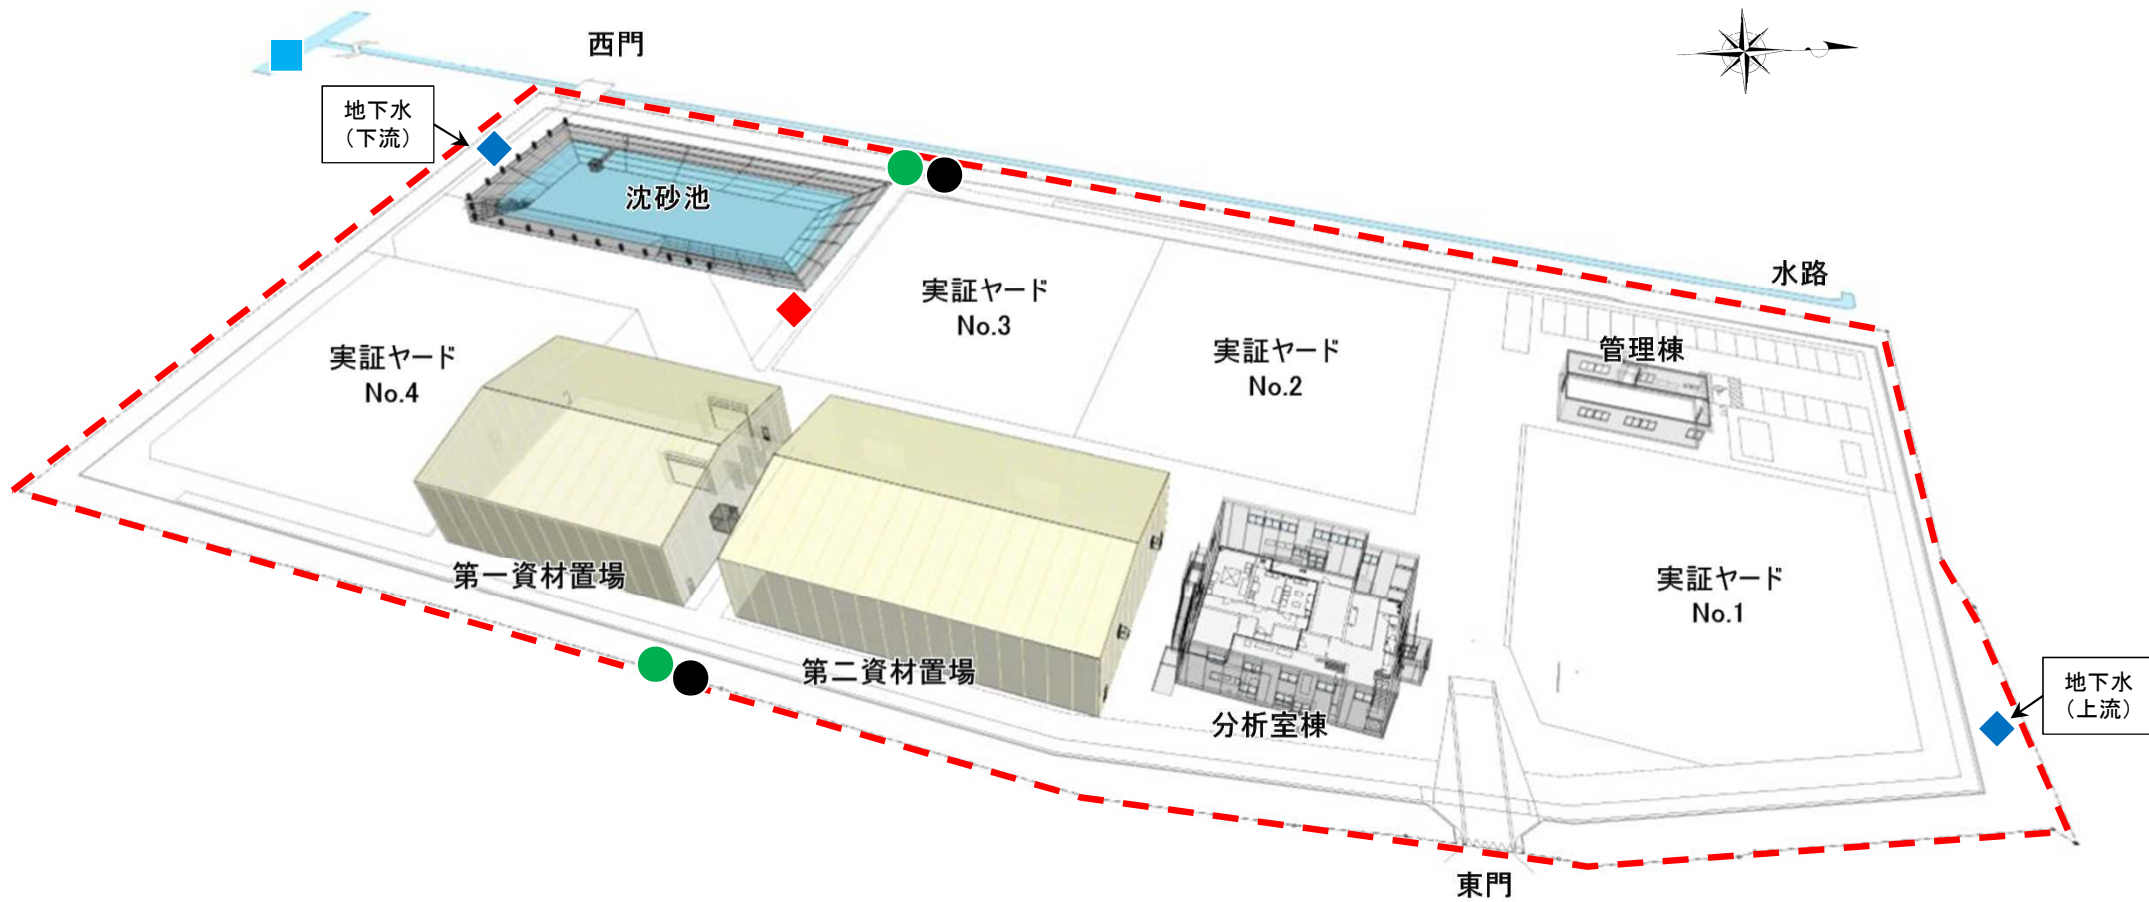 西門
地下水
（下流）
沈砂池
水路
実証ヤード
No.3
実証ヤード
No.2
管理棟
実証ヤード
No.4
第一資材置場
実証ヤード
No.1
第二資材置場
分析室棟
地下水
（上流）
東門